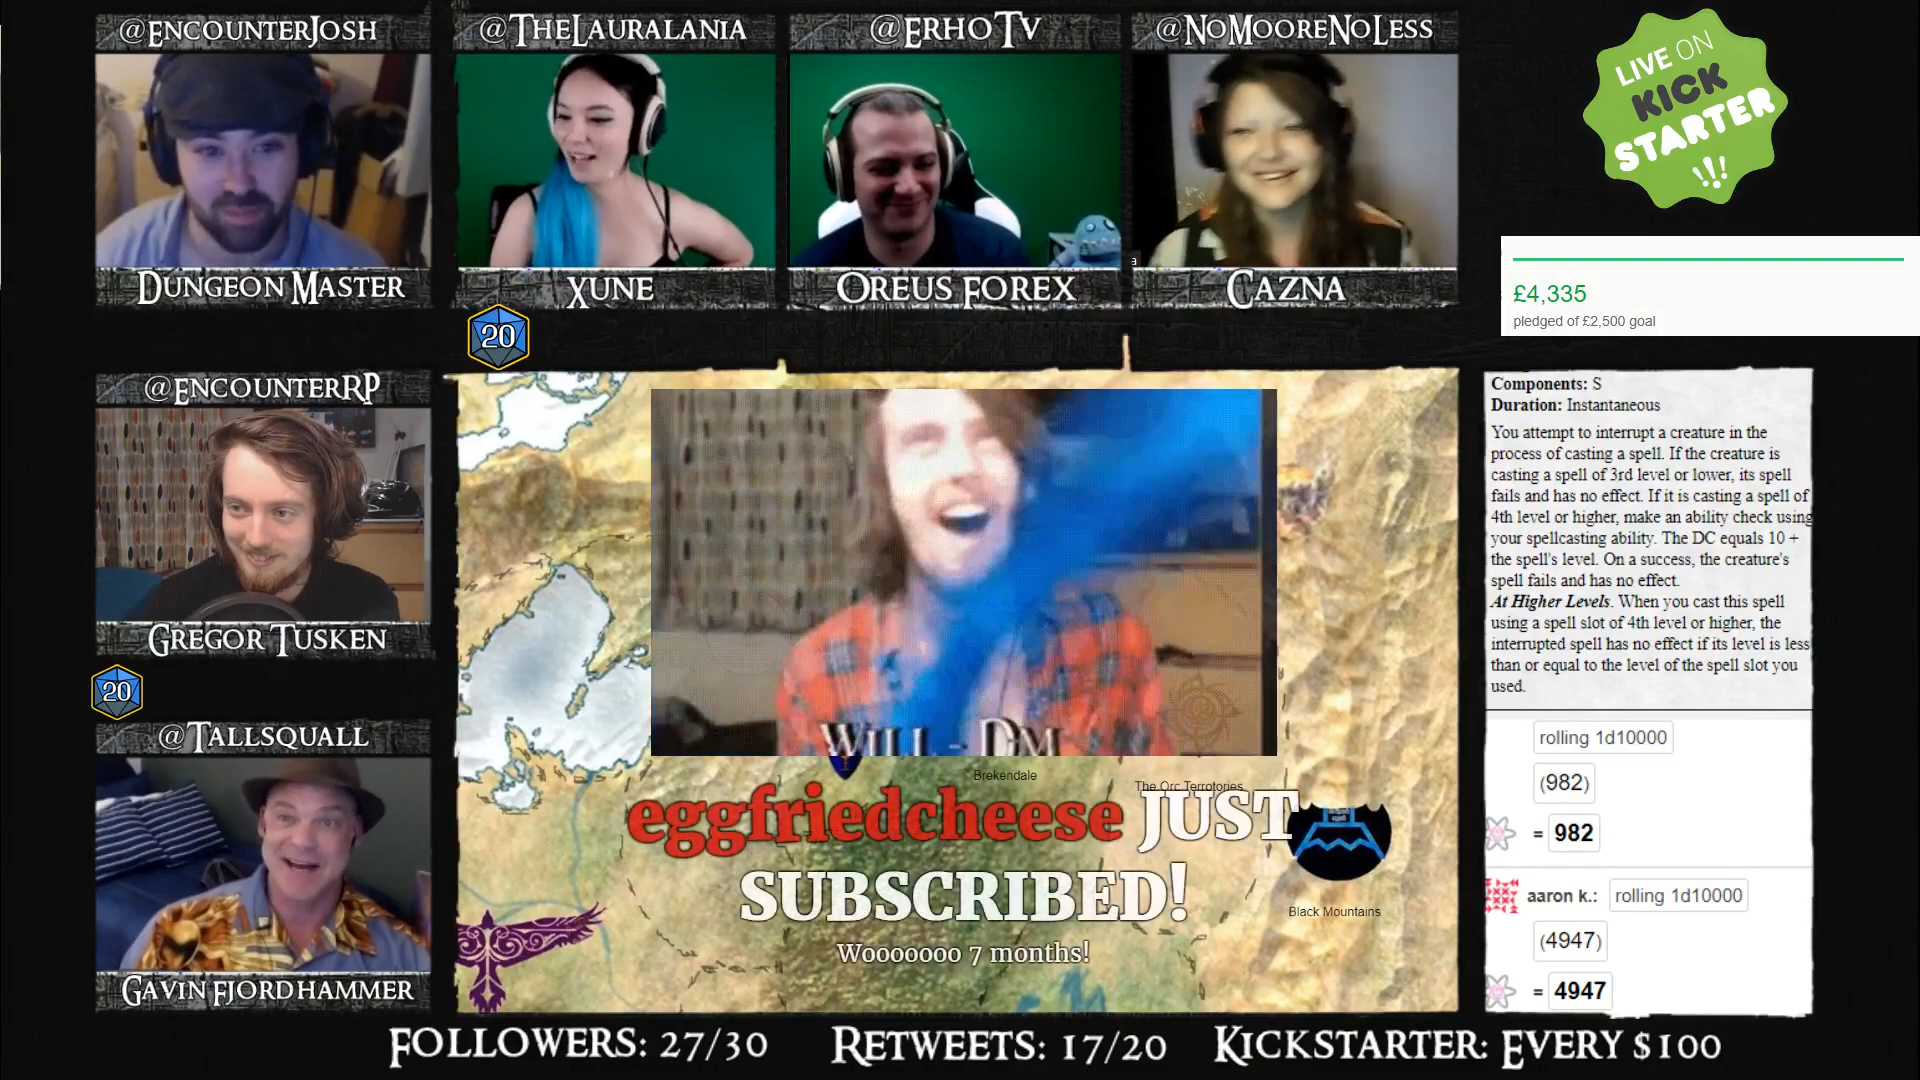 @EncounterJosh
@TheLauralania
@ErhoTv
@NoMooreNoLess
LIVE ON
KICK
STARTER
!!!
Dungeon Master
Xune
Oreus Forex
Cazna
£4,335
pledged of £2,500 goal
20
@EncounterRP
Gregor Tusken
20
@Tallsquall
Gavin Fjordhammer
Will - DM
Brekendale
The Orc Terrotories
eggfriedcheese JUST
SUBSCRIBED!
Wooooooo 7 months!
Black Mountains
Components: S
Duration: Instantaneous
You attempt to interrupt a creature in the
process of casting a spell. If the creature is
casting a spell of 3rd level or lower, its spell
fails and has no effect. If it is casting a spell of
4th level or higher, make an ability check using
your spellcasting ability. The DC equals 10 +
the spell's level. On a success, the creature's
spell fails and has no effect.
At Higher Levels. When you cast this spell
using a spell slot of 4th level or higher, the
interrupted spell has no effect if its level is less
than or equal to the level of the spell slot you
used.
rolling 1d10000
(982)
= 982
aaron k.: rolling 1d10000
(4947)
= 4947
Followers: 27/30
Retweets: 17/20
Kickstarter: Every $100